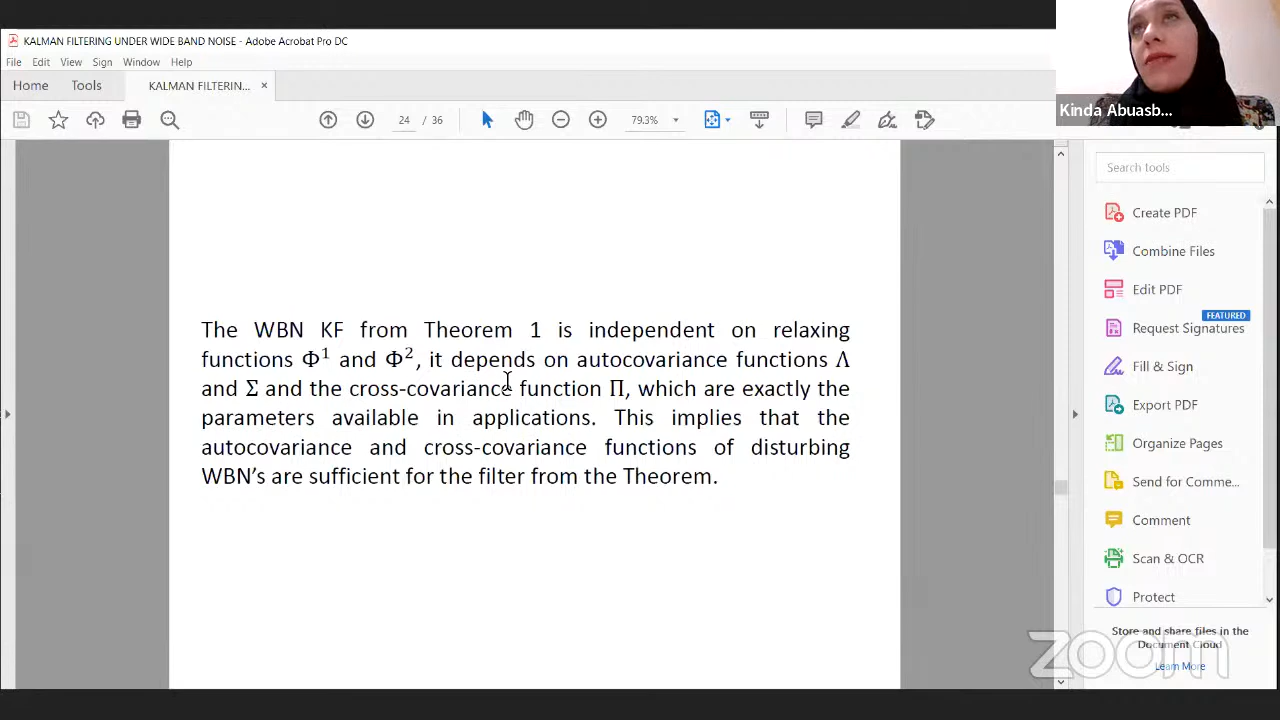 KALMAN FILTERING UNDER WIDE BAND NOISE - Adobe Acrobat Pro DC
File Edit View Sign Window Help
Home Tools KALMAN FILTERIN... ×
24 / 36 79.3%
Kinda Abuasb...
Search tools
The WBN KF from Theorem 1 is independent on relaxing
functions Φ¹ and Φ², it depends on autocovariance functions Λ
and Σ and the cross-covariance function Π, which are exactly the
parameters available in applications. This implies that the
autocovariance and cross-covariance functions of disturbing
WBN’s are sufficient for the filter from the Theorem.
Create PDF
Combine Files
Edit PDF
FEATURED
Request Signatures
Fill & Sign
Export PDF
Organize Pages
Send for Comme...
Comment
Scan & OCR
Protect
Store and share files in the
Document Cloud
Learn More
zoom